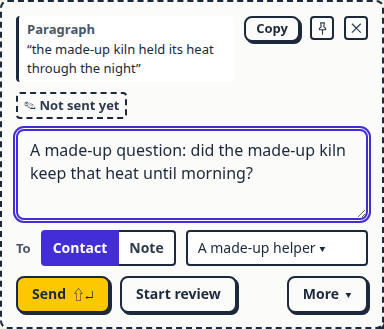 Paragraph
“the made-up kiln held its heat
through the night”
Copy
✎ Not sent yet
A made-up question: did the made-up kiln
keep that heat until morning?
To
Contact
Note
A made-up helper ▾
Send ⇧↵
Start review
More ▾